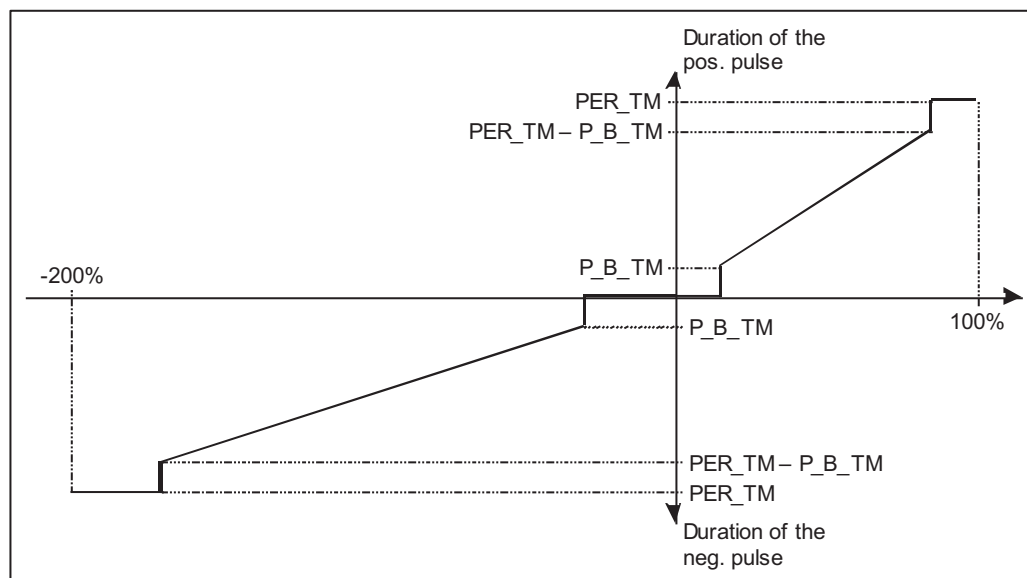 Duration of the
pos. pulse
PER_TM
PER_TM – P_B_TM
P_B_TM
-200%
100%
P_B_TM
PER_TM – P_B_TM
PER_TM
Duration of the
neg. pulse